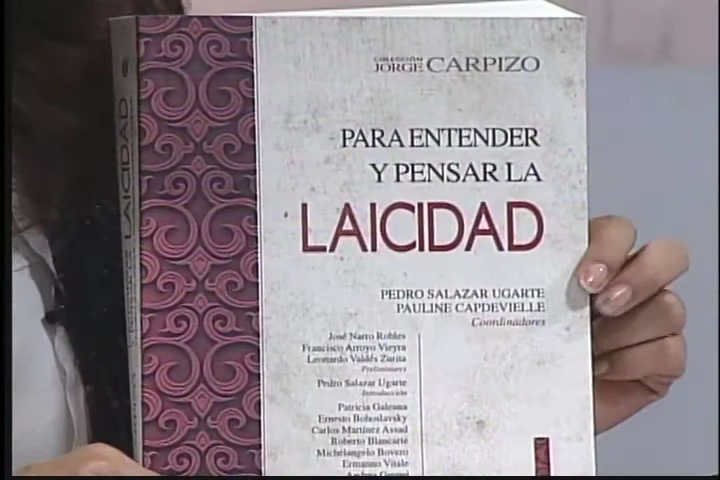 COLECCIÓN
JORGE CARPIZO
PARA ENTENDER
Y PENSAR LA
LAICIDAD
PEDRO SALAZAR UGARTE
PAULINE CAPDEVIELLE
Coordinadores
José Narro Robles
Francisco Arroyo Vieyra
Leonardo Valdés Zurita
Preliminares
Pedro Salazar Ugarte
Introducción
Patricia Galeana
Ernesto Bohoslavsky
Carlos Martínez Assad
Roberto Blancarte
Michelangelo Bovero
Ermanno Vitale
LAICIDAD